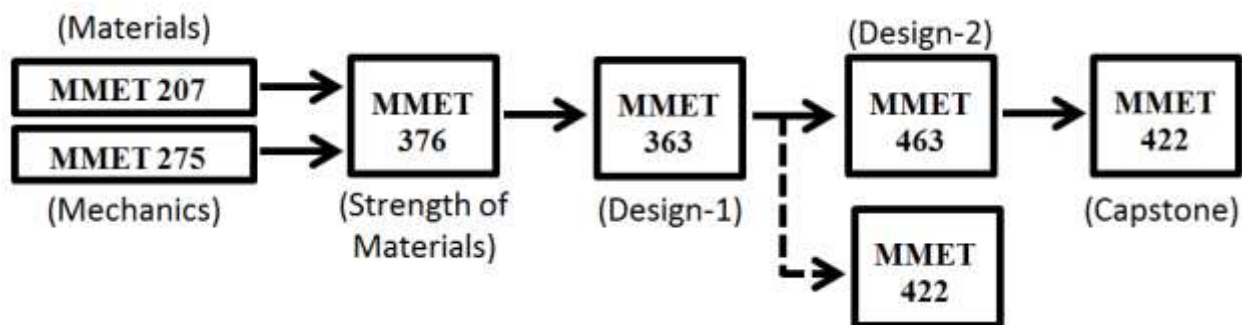 (Materials)
MMET 207
MMET 275
(Mechanics)
MMET
376
(Strength of
Materials)
MMET
363
(Design-1)
(Design-2)
MMET
463
MMET
422
(Capstone)
MMET
422